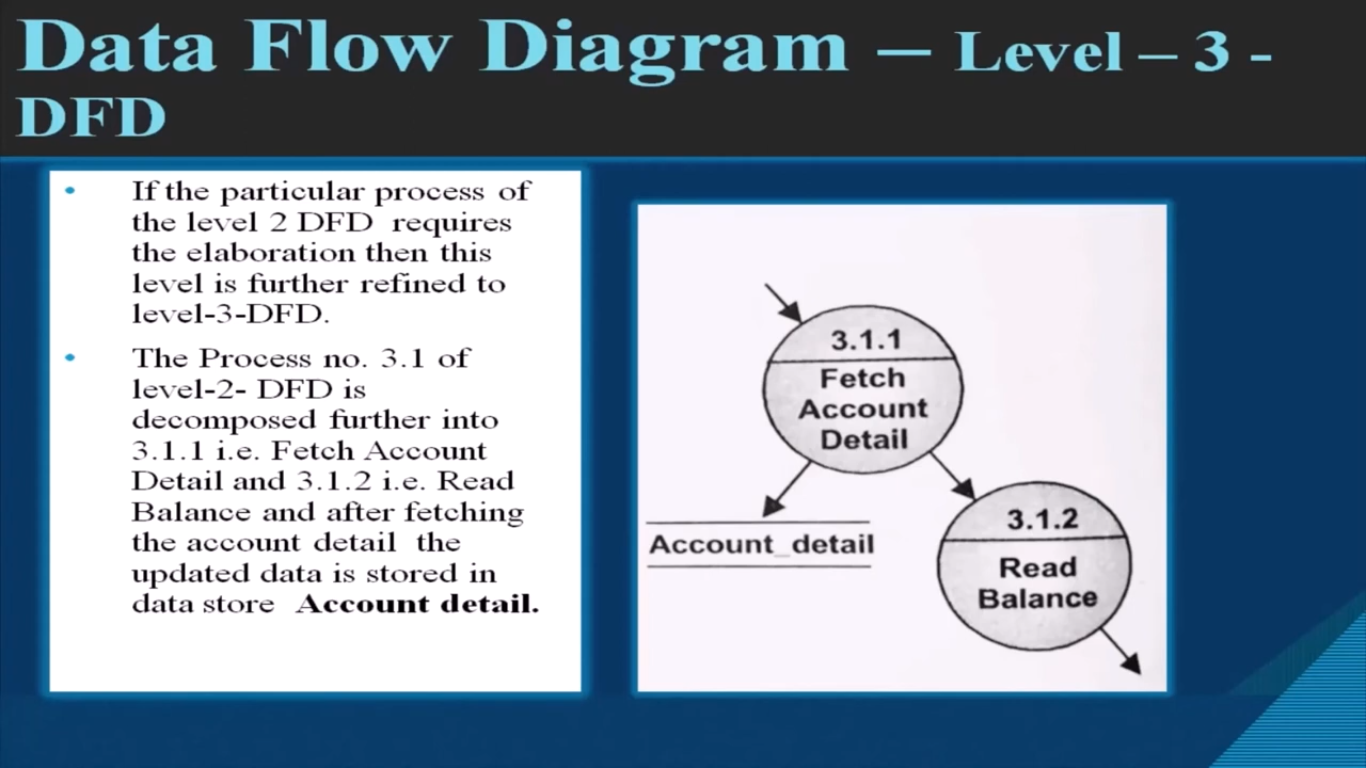 Data Flow Diagram – Level – 3 -
DFD
• If the particular process of
the level 2 DFD requires
the elaboration then this
level is further refined to
level-3-DFD.
• The Process no. 3.1 of
level-2- DFD is
decomposed further into
3.1.1 i.e. Fetch Account
Detail and 3.1.2 i.e. Read
Balance and after fetching
the account detail the
updated data is stored in
data store Account detail.
3.1.1
Fetch
Account
Detail
Account_detail
3.1.2
Read
Balance